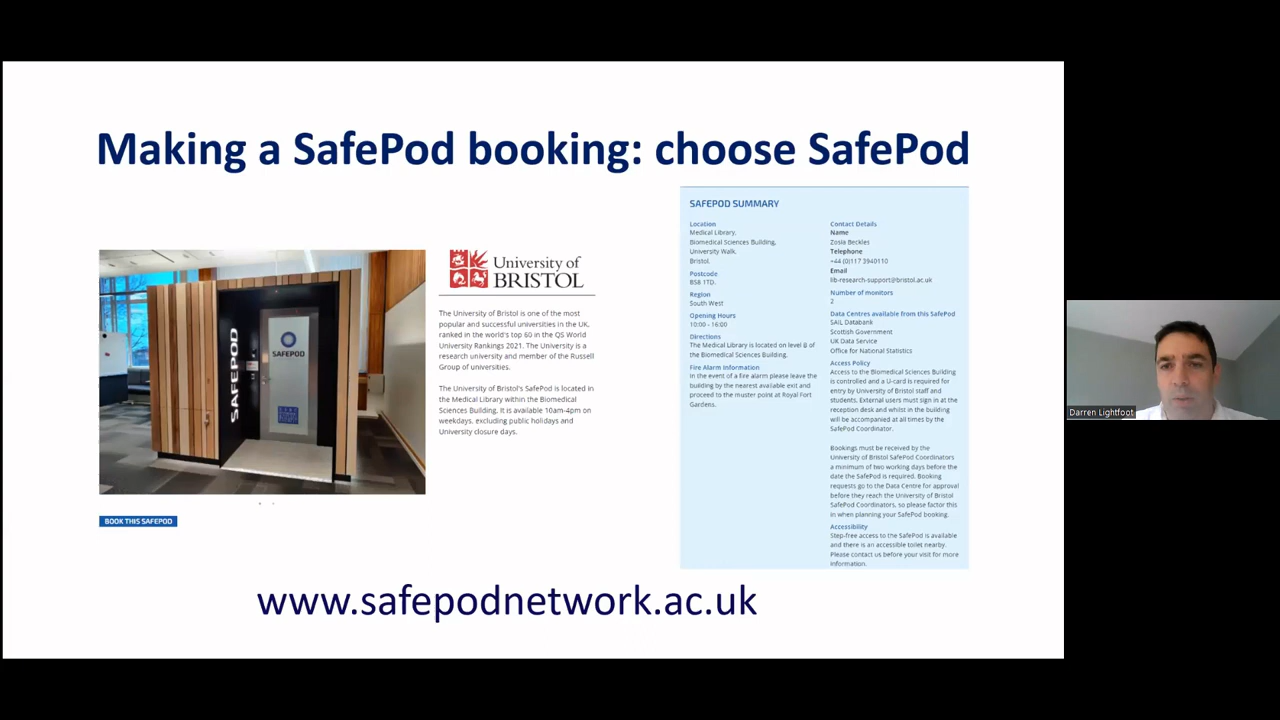 Making a SafePod booking: choose SafePod
SAFEPOD
SAFEPOD
BOOK THIS SAFEPOD
University of
BRISTOL
The University of Bristol is one of the most
popular and successful universities in the UK,
ranked in the world's top 60 in the QS World
University Rankings 2021. The University is a
research university and member of the Russell
Group of universities.
The University of Bristol's SafePod is located in
the Medical Library within the Biomedical
Sciences Building. It is available 10am-4pm on
weekdays, excluding public holidays and
University closure days.
SAFEPOD SUMMARY
Location
Medical Library,
Biomedical Sciences Building,
University Walk,
Bristol.
Postcode
BS8 1TD.
Region
South West
Opening Hours
10:00 - 16:00
Directions
The Medical Library is located on level 8 of
the Biomedical Sciences Building.
Fire Alarm Information
In the event of a fire alarm please leave the
building by the nearest available exit and
proceed to the muster point at Royal Fort
Gardens.
Contact Details
Name
Zosia Beckles
Telephone
+44 (0)117 3940110
Email
lib-research-support@bristol.ac.uk
Number of monitors
2
Data Centres available from this SafePod
SAIL Databank
Scottish Government
UK Data Service
Office for National Statistics
Access Policy
Access to the Biomedical Sciences Building
is controlled and a U-card is required for
entry by University of Bristol staff and
students. External users must sign in at the
reception desk and whilst in the building
will be accompanied at all times by the
SafePod Coordinator.
Bookings must be received by the
University of Bristol SafePod Coordinators
a minimum of two working days before the
date the SafePod is required. Booking
requests go to the Data Centre for approval
before they reach the University of Bristol
SafePod Coordinators, so please factor this
in when planning your SafePod booking.
Accessibility
Step-free access to the SafePod is available
and there is an accessible toilet nearby.
Please contact us before your visit for more
information.
www.safepodnetwork.ac.uk
Darren Lightfoot